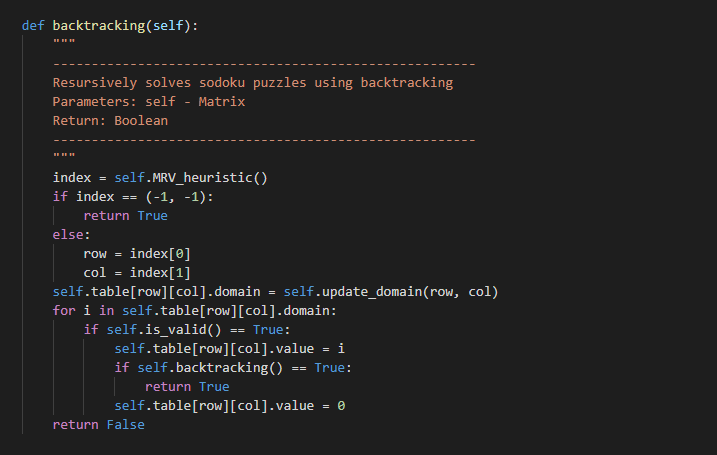 def backtracking(self):
"""
-------------------------------------------------------
Resursively solves sodoku puzzles using backtracking
Parameters: self - Matrix
Return: Boolean
-------------------------------------------------------
"""
index = self.MRV_heuristic()
if index == (-1, -1):
return True
else:
row = index[0]
col = index[1]
self.table[row][col].domain = self.update_domain(row, col)
for i in self.table[row][col].domain:
if self.is_valid() == True:
self.table[row][col].value = i
if self.backtracking() == True:
return True
self.table[row][col].value = 0
return False